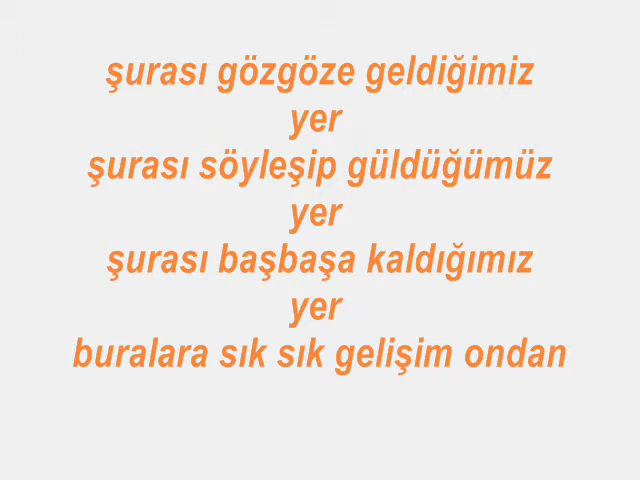 şurası gözgöze geldiğimiz
yer
şurası söyleşip güldüğümüz
yer
şurası başbaşa kaldığımız
yer
buralara sık sık gelişim ondan